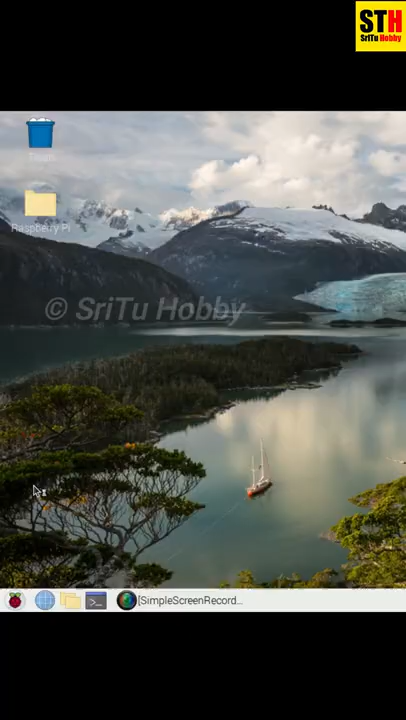 STH
SriTu Hobby
Trash
Raspberry Pi
© SriTu Hobby
[SimpleScreenRecord...